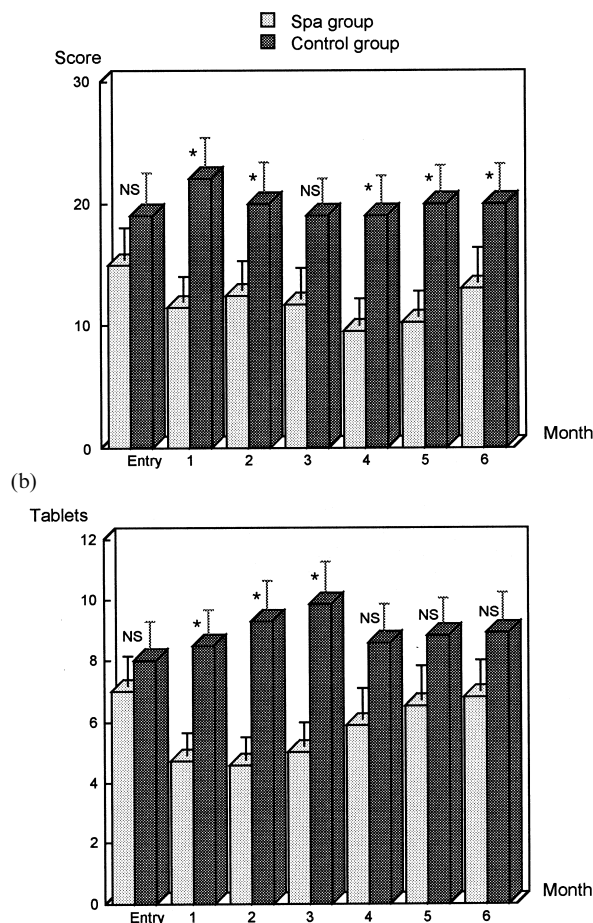 Spa group
Control group
Score
30
NS * * NS * * *
20
10
0
Entry 1 2 3 4 5 6
Month
(b)
Tablets
12
NS * * * NS NS NS
10
8
6
4
2
0
Entry 1 2 3 4 5 6
Month